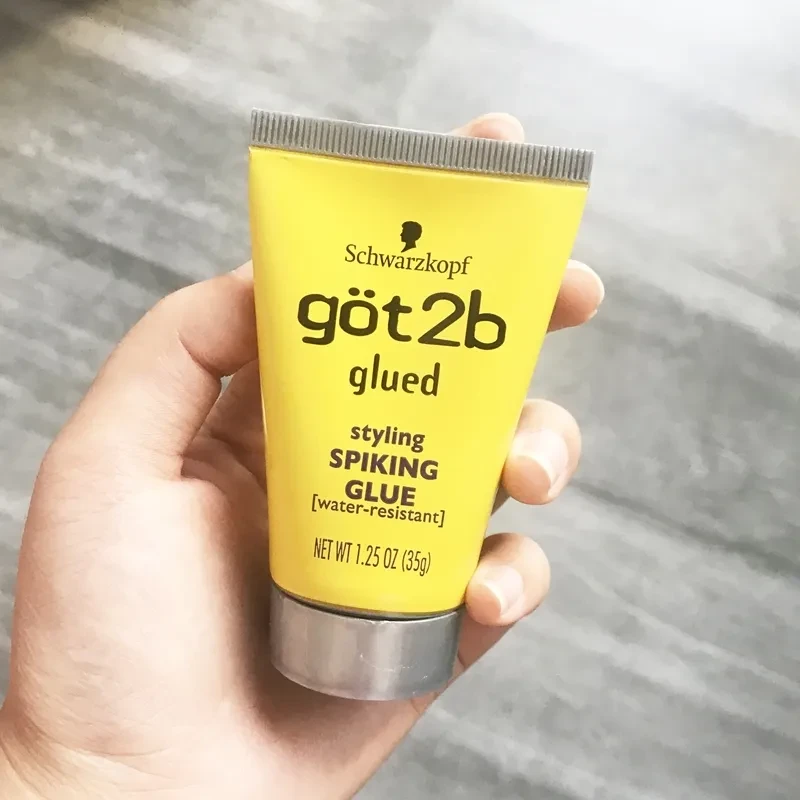 Schwarzkopf
göt2b
glued
styling
SPIKING
GLUE
[water-resistant]
NET WT 1.25 OZ (35g)